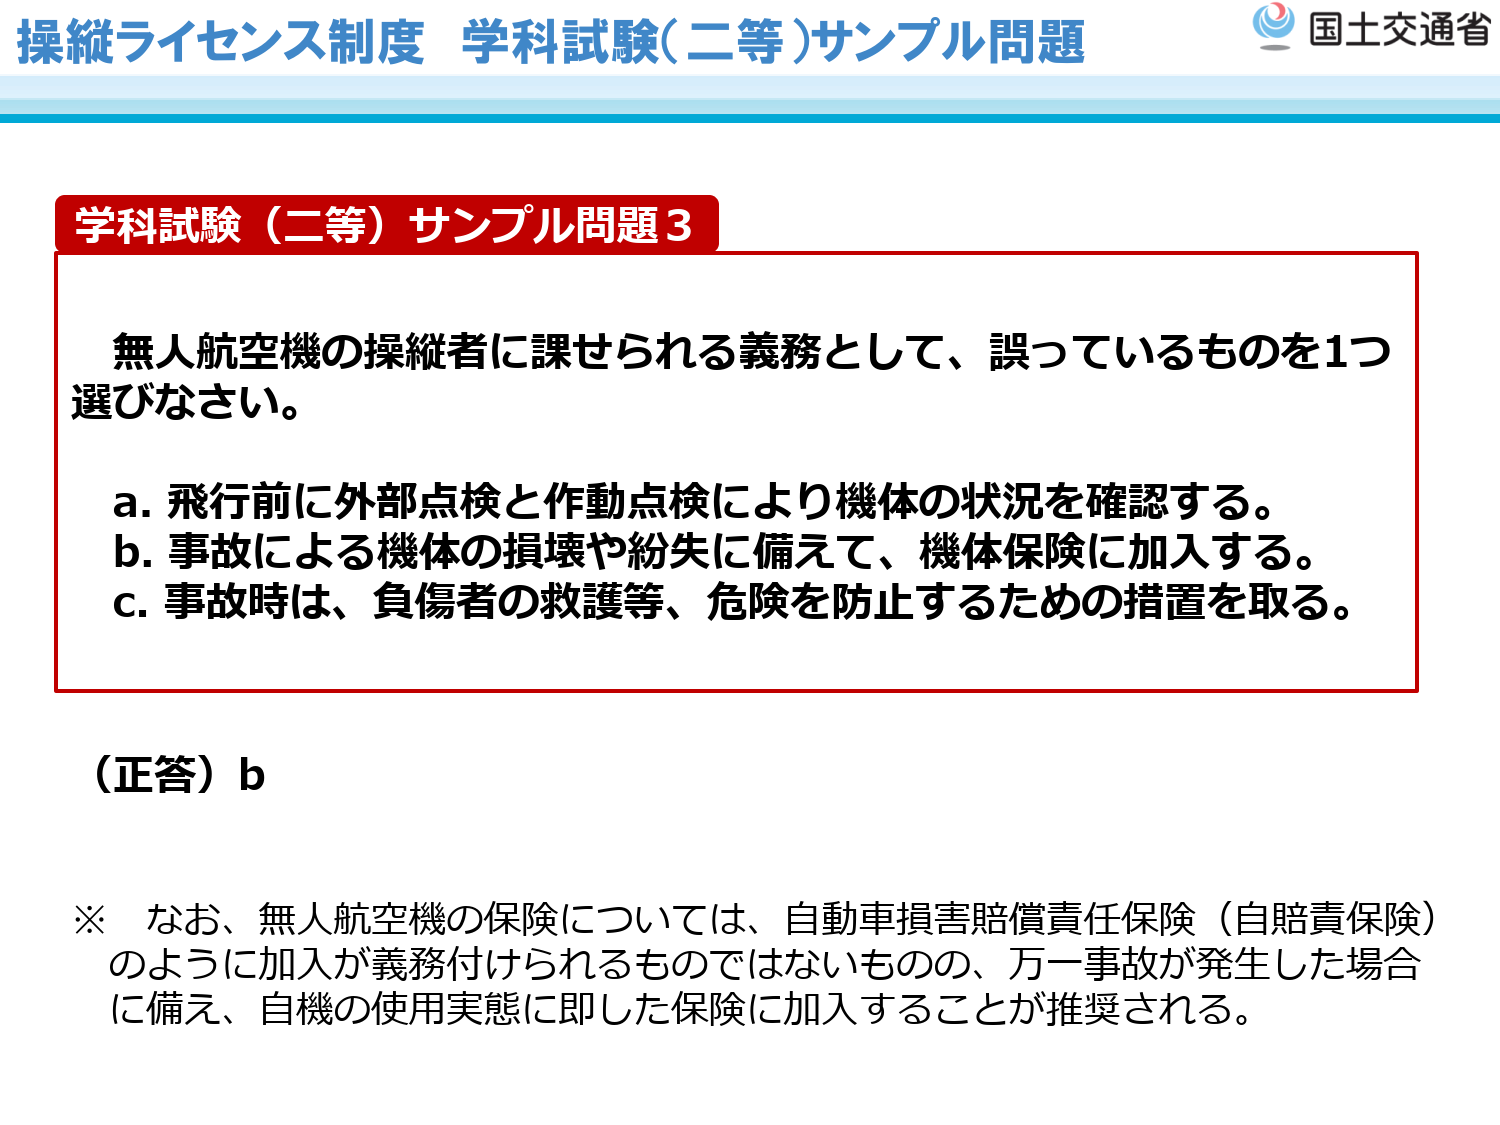 操縦ライセンス制度　学科試験(二等)サンプル問題
国土交通省
学科試験（二等）サンプル問題３
無人航空機の操縦者に課せられる義務として、誤っているものを1つ
選びなさい。
a. 飛行前に外部点検と作動点検により機体の状況を確認する。
b. 事故による機体の損壊や紛失に備えて、機体保険に加入する。
c. 事故時は、負傷者の救護等、危険を防止するための措置を取る。
（正答）b
※　なお、無人航空機の保険については、自動車損害賠償責任保険（自賠責保険）
のように加入が義務付けられるものではないものの、万一事故が発生した場合
に備え、自機の使用実態に即した保険に加入することが推奨される。